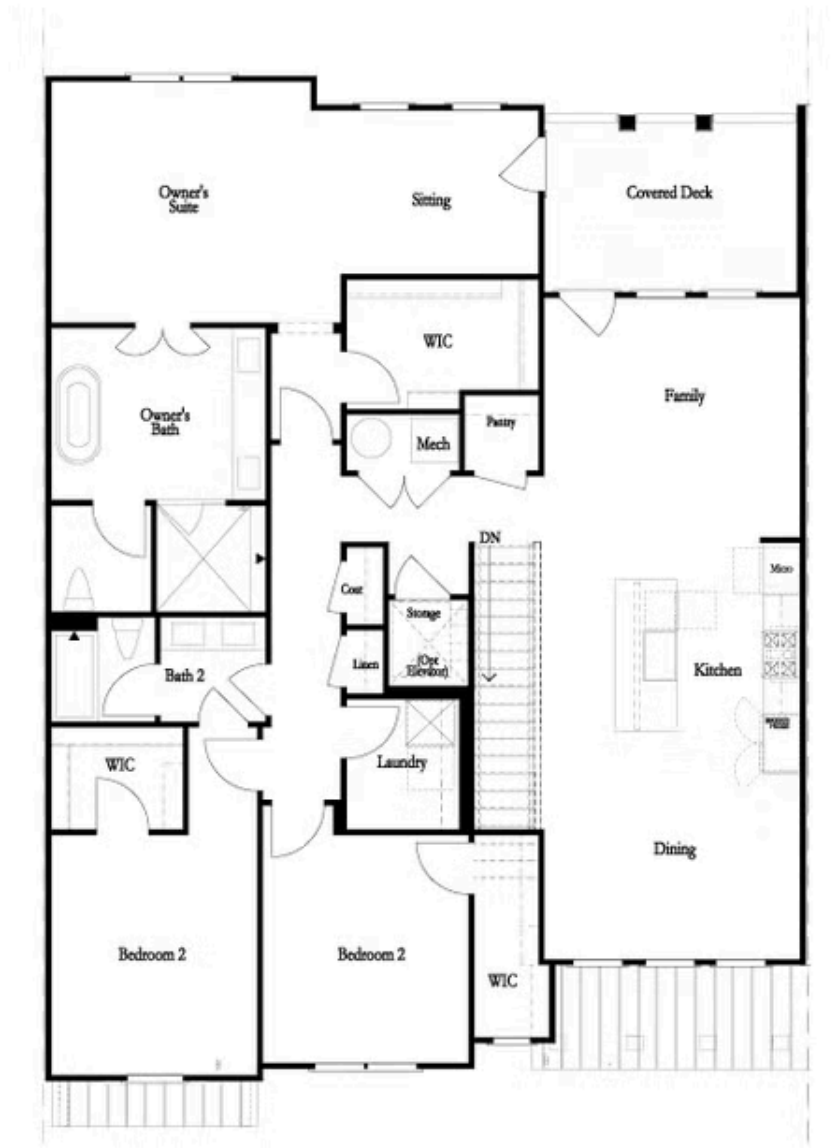 Owner's
Suite
Sitting
Covered Deck
WIC
Family
Owner's
Bath
Pantry
Mech
DN
Micro
Coat
Storage
Linen
(Opt
Elevator)
Kitchen
Bath 2
WIC
Laundry
Dining
Bedroom 2
Bedroom 2
WIC